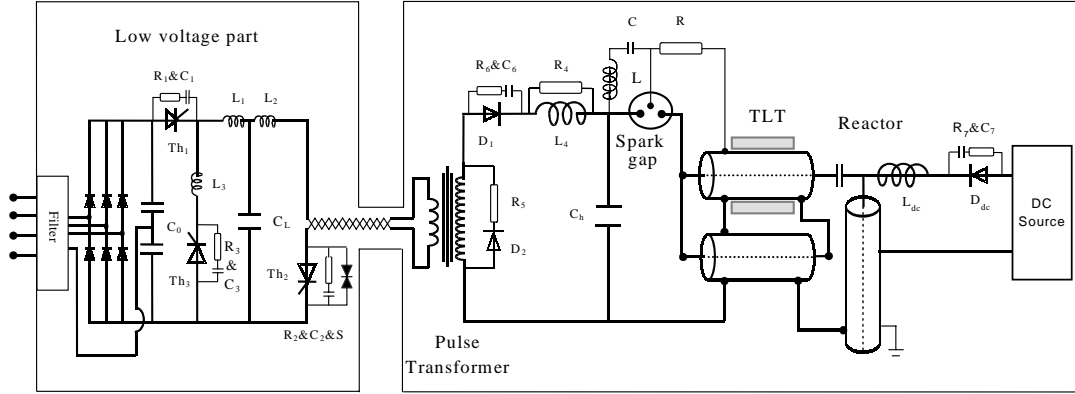 Low voltage part
R1&C1
L1
L2
Th1
L3
Filter
C0
CL
R3
&
C3
Th3
Th2
R2&C2&S
Pulse
Transformer
R6&C6
R4
D1
L4
R5
D2
Ch
C
R
L
Spark
gap
TLT
Reactor
R7&C7
Ldc
Ddc
DC
Source